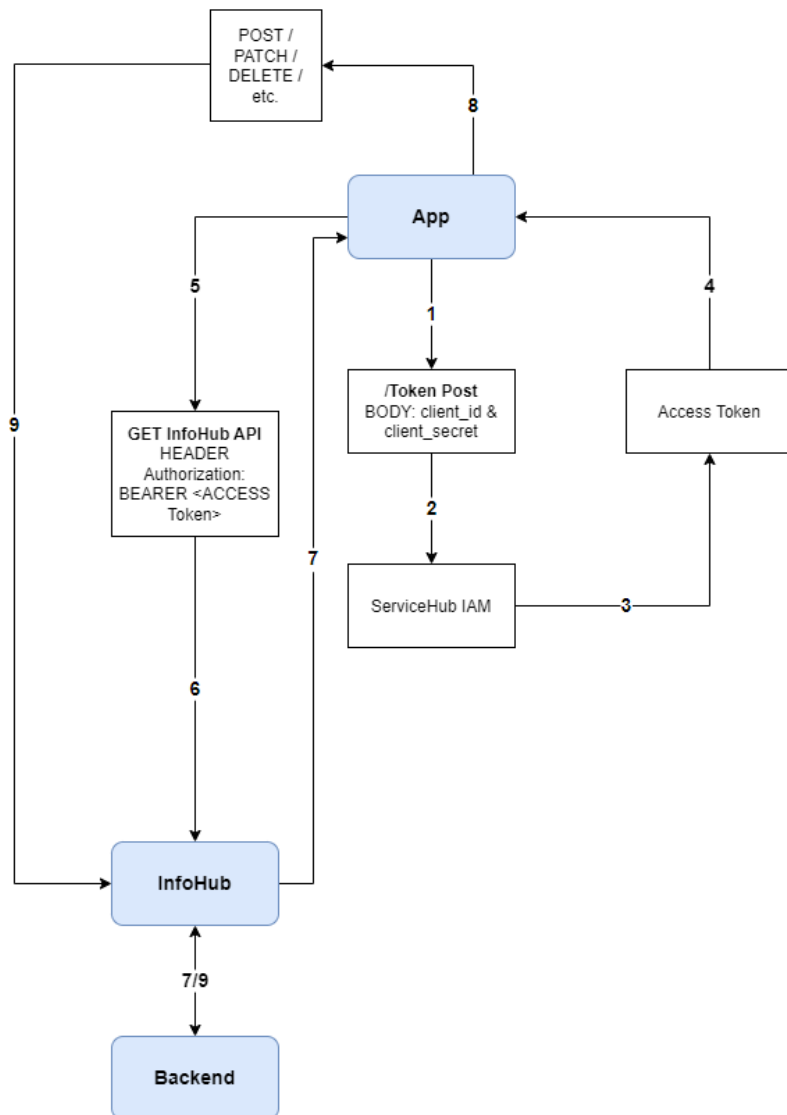 POST /
PATCH /
DELETE /
etc.
8
App
5
4
1
/Token Post
BODY: client_id &
client_secret
Access Token
9
GET InfoHub API
HEADER
Authorization:
BEARER <ACCESS
Token>
2
7
ServiceHub IAM
3
6
InfoHub
7/9
Backend